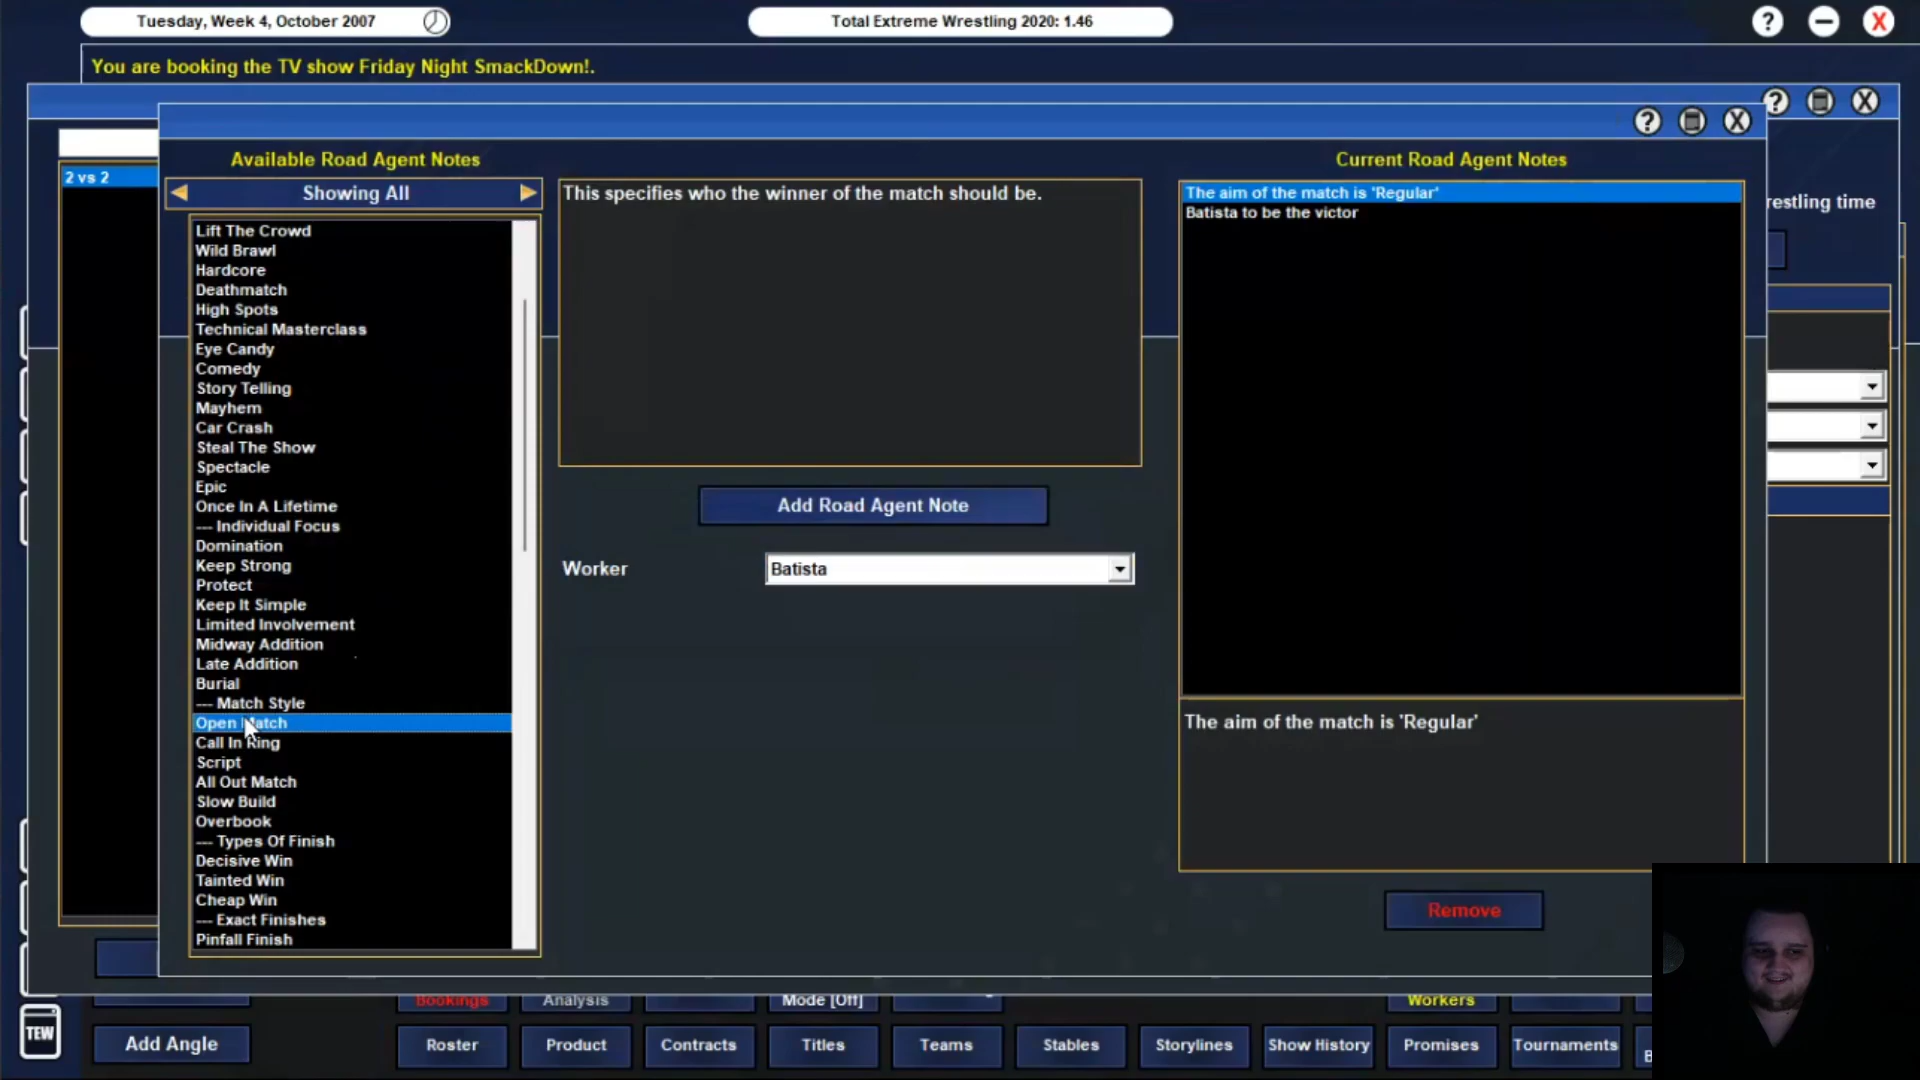 Tuesday, Week 4, October 2007
Total Extreme Wrestling 2020: 1.46
?
X
You are booking the TV show Friday Night SmackDown!.
?
X
?
X
Available Road Agent Notes
Current Road Agent Notes
2 vs 2
Showing All
This specifies who the winner of the match should be.
The aim of the match is 'Regular'
Batista to be the victor
restling time
Lift The Crowd
Wild Brawl
Hardcore
Deathmatch
High Spots
Technical Masterclass
Eye Candy
Comedy
Story Telling
Mayhem
Car Crash
Steal The Show
Spectacle
Epic
Once In A Lifetime
--- Individual Focus
Domination
Keep Strong
Protect
Keep It Simple
Limited Involvement
Midway Addition
Late Addition
Burial
--- Match Style
Open Match
Call In Ring
Script
All Out Match
Slow Build
Overbook
--- Types Of Finish
Decisive Win
Tainted Win
Cheap Win
--- Exact Finishes
Pinfall Finish
Add Road Agent Note
Worker
Batista
The aim of the match is 'Regular'
Remove
Bookings
Analysis
Mode [Off]
Workers
TEW
Add Angle
Roster
Product
Contracts
Titles
Teams
Stables
Storylines
Show History
Promises
Tournaments